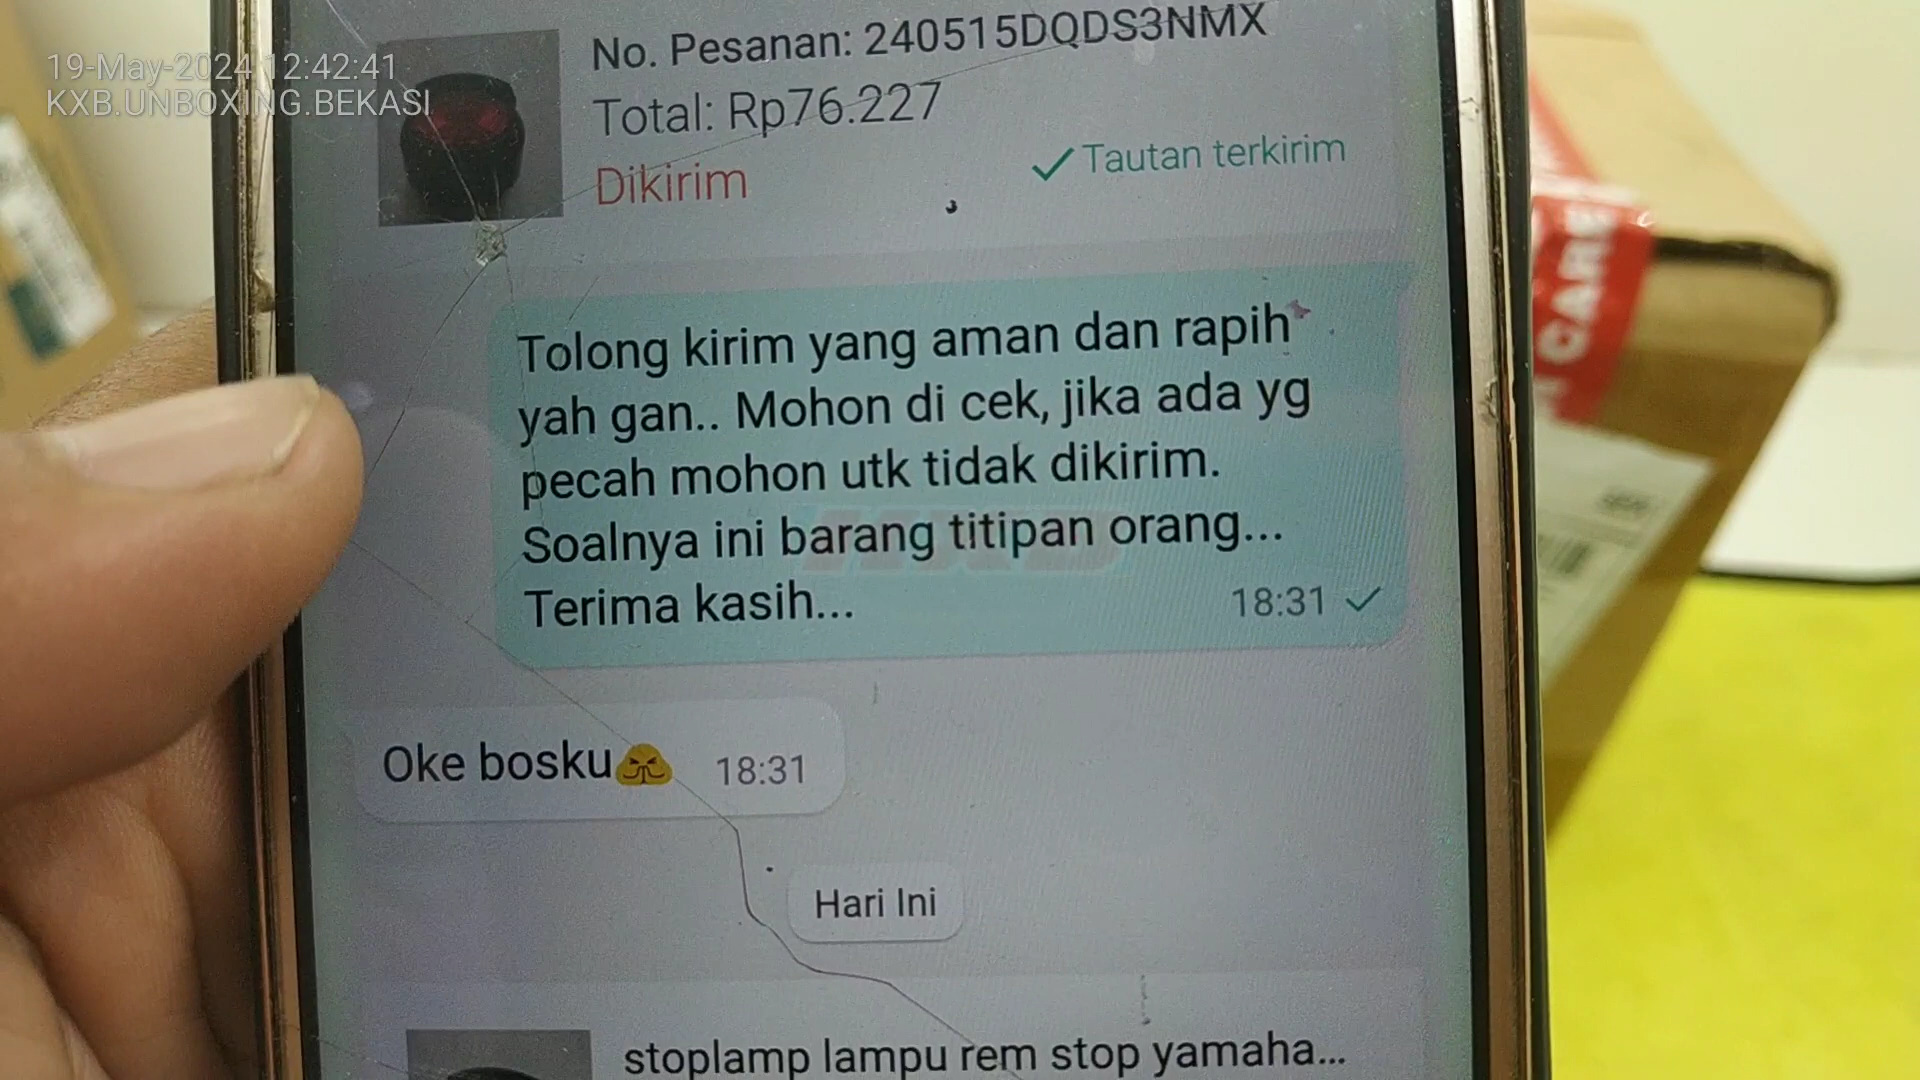 19-May-2024 12:42:41
KXB.UNBOXING.BEKASI
No. Pesanan: 240515DQDS3NMX
Total: Rp76.227
Dikirim
Tautan terkirim
Tolong kirim yang aman dan rapih
yah gan.. Mohon di cek, jika ada yg
pecah mohon utk tidak dikirim.
Soalnya ini barang titipan orang...
Terima kasih...
18:31
Oke bosku🙏 18:31
Hari Ini
stoplamp lampu rem stop yamaha...
CARE